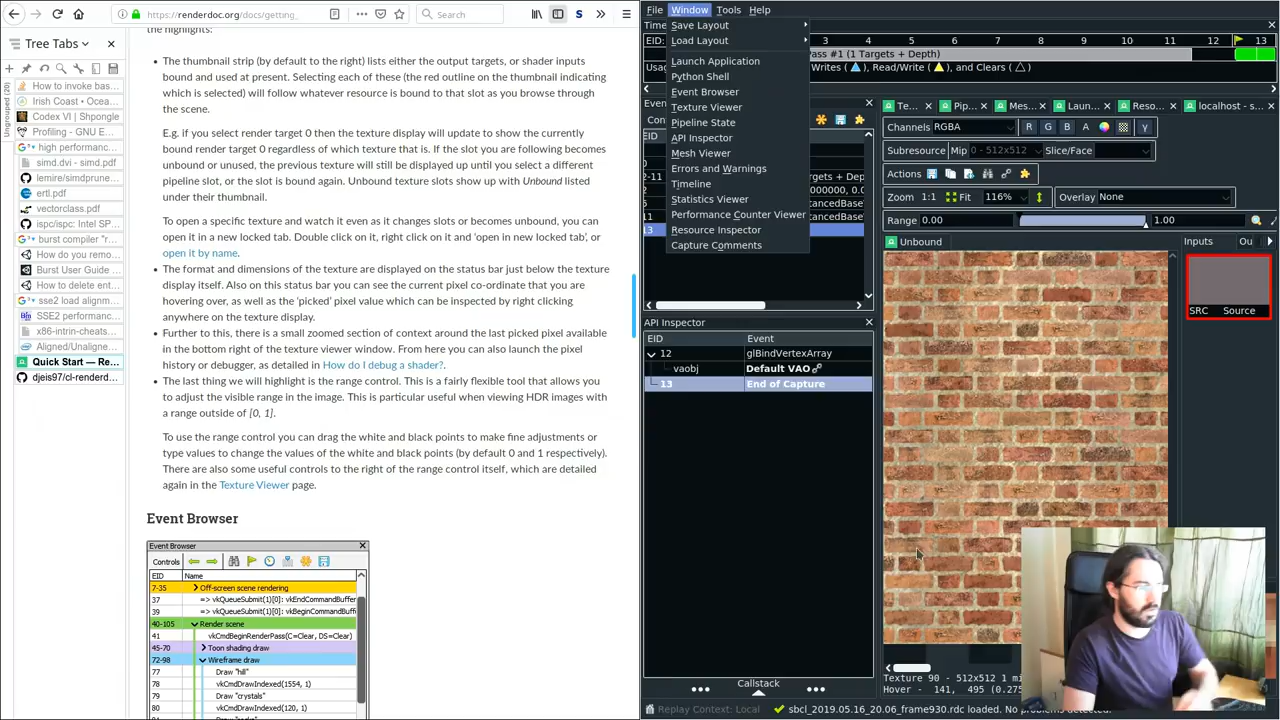 https://renderdoc.org/docs/getting_
Search
Tree Tabs
Ungrouped (20)
How to invoke bas
Irish Coast • Ocea
Codex VI | Shpongle
Profiling - GNU E
high performanc
simd.dvi - simd.pdf
lemire/simdprune
ertl.pdf
vectorclass.pdf
ispc/ispc: Intel SP
burst compiler "r
How do you remo
Burst User Guide
How to delete ent
sse2 load alignm
SSE2 performanc
x86-intrin-cheats
Aligned/Unaligne
Quick Start — Re
djeis97/cl-renderd
the highlights:
• The thumbnail strip (by default to the right) lists either the output targets, or shader inputs
bound and used at present. Selecting each of these (the red outline on the thumbnail indicating
which is selected) will follow whatever resource is bound to that slot as you browse through
the scene.
E.g. if you select render target 0 then the texture display will update to show the currently
bound render target 0 regardless of which texture that is. If the slot you are following becomes
unbound or unused, the previous texture will still be displayed up until you select a different
pipeline slot, or the slot is bound again. Unbound texture slots show up with Unbound listed
under their thumbnail.
To open a specific texture and watch it even as it changes slots or becomes unbound, you can
open it in a new locked tab. Double click on it, right click on it and 'open in new locked tab', or
open it by name.
• The format and dimensions of the texture are displayed on the status bar just below the texture
display itself. Also on this status bar you can see the current pixel co-ordinate that you are
hovering over, as well as the 'picked' pixel value which can be inspected by right clicking
anywhere on the texture display.
• Further to this, there is a small zoomed section of context around the last picked pixel available
in the bottom right of the texture viewer window. From here you can also launch the pixel
history or debugger, as detailed in How do I debug a shader?.
• The last thing we will highlight is the range control. This is a fairly flexible tool that allows you
to adjust the visible range in the image. This is particular useful when viewing HDR images with
a range outside of [0, 1].
To use the range control you can drag the white and black points to make fine adjustments or
type values to change the values of the white and black points (by default 0 and 1 respectively).
There are also some useful controls to the right of the range control itself, which are detailed
again in the Texture Viewer page.
Event Browser
Event Browser
Controls
EID Name
7-35 Off-screen scene rendering
37 => vkQueueSubmit(1)[0]: vkEndCommandBuffer
39 => vkQueueSubmit(1)[0]: vkBeginCommandBuf
40-105 Render scene
41 vkCmdBeginRenderPass(C=Clear, DS=Clear)
45-70 Toon shading draw
72-98 Wireframe draw
77 Draw "hill"
78 vkCmdDrawIndexed(1554, 1)
79 Draw "crystals"
80 vkCmdDrawIndexed(120, 1)
File Window Tools Help
Save Layout
Load Layout
Launch Application
Python Shell
Event Browser
Texture Viewer
Pipeline State
API Inspector
Mesh Viewer
Errors and Warnings
Timeline
Statistics Viewer
Performance Counter Viewer
Resource Inspector
Capture Comments
Time
EID:
3 4 5 6 7 8 9 10 11 12 13
ass #1 (1 Targets + Depth)
Usag
Writes ( ), Read/Write ( ), and Clears ( )
Even
Con
EID
2-11
argets + Dep
000000, 0.0
ancedBase
11
ancedBase
13
API Inspector
EID Event
12 glBindVertexArray
vaobj Default VAO
13 End of Capture
Callstack
Te... Pip... Mes... Laun... Reso... localhost - s...
Channels RGBA R G B A γ
Subresource Mip 0 - 512x512 Slice/Face
Actions
Zoom 1:1 Fit 116% Overlay None
Range 0.00 1.00
Unbound
Inputs Ou
SRC Source
Texture 90 - 512x512 1 mi
Hover - 141, 495 (0.275
Replay Context: Local sbcl_2019.05.16_20.06_frame930.rdc loaded. No problems detected.